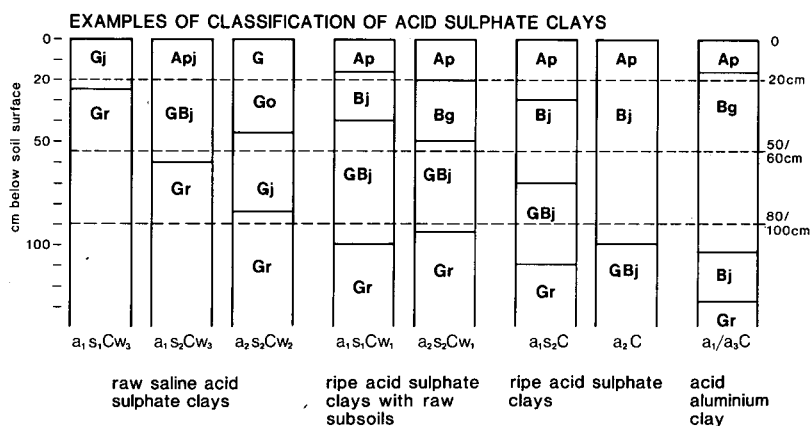 EXAMPLES OF CLASSIFICATION OF ACID SULPHATE CLAYS
0 Gj Apj G Ap Ap Ap Ap Ap 0
20 20cm
Gr GBj Go Bj Bg Bj Bj Bg
50 50/
60cm
Gr Gj GBj GBj GBj
80/
100cm
100 Gr Gr Gr Gr GBj Bj
Gr
cm below soil surface
a₁s₁Cw₃ a₁s₂Cw₃ a₂s₂Cw₂ a₁s₁Cw₁ a₂s₂Cw₁ a₁s₂C a₂C a₁/a₃C
raw saline acid ripe acid sulphate ripe acid sulphate acid
sulphate clays clays with raw clays aluminium
subsoils clay